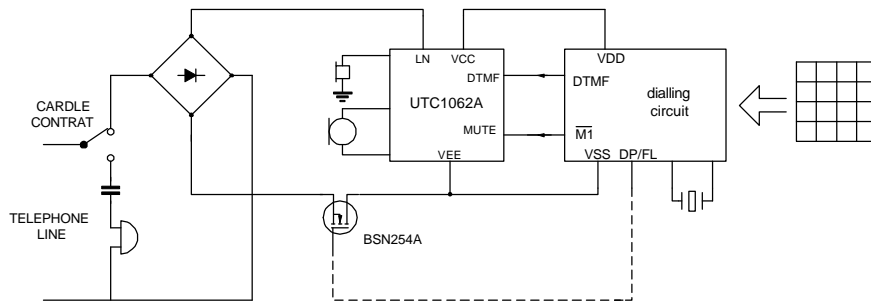 LN
VCC
VDD
DTMF
DTMF
dialling
circuit
UTC1062A
CARDLE
CONTRAT
MUTE
M1
VEE
VSS
DP/FL
TELEPHONE
LINE
BSN254A